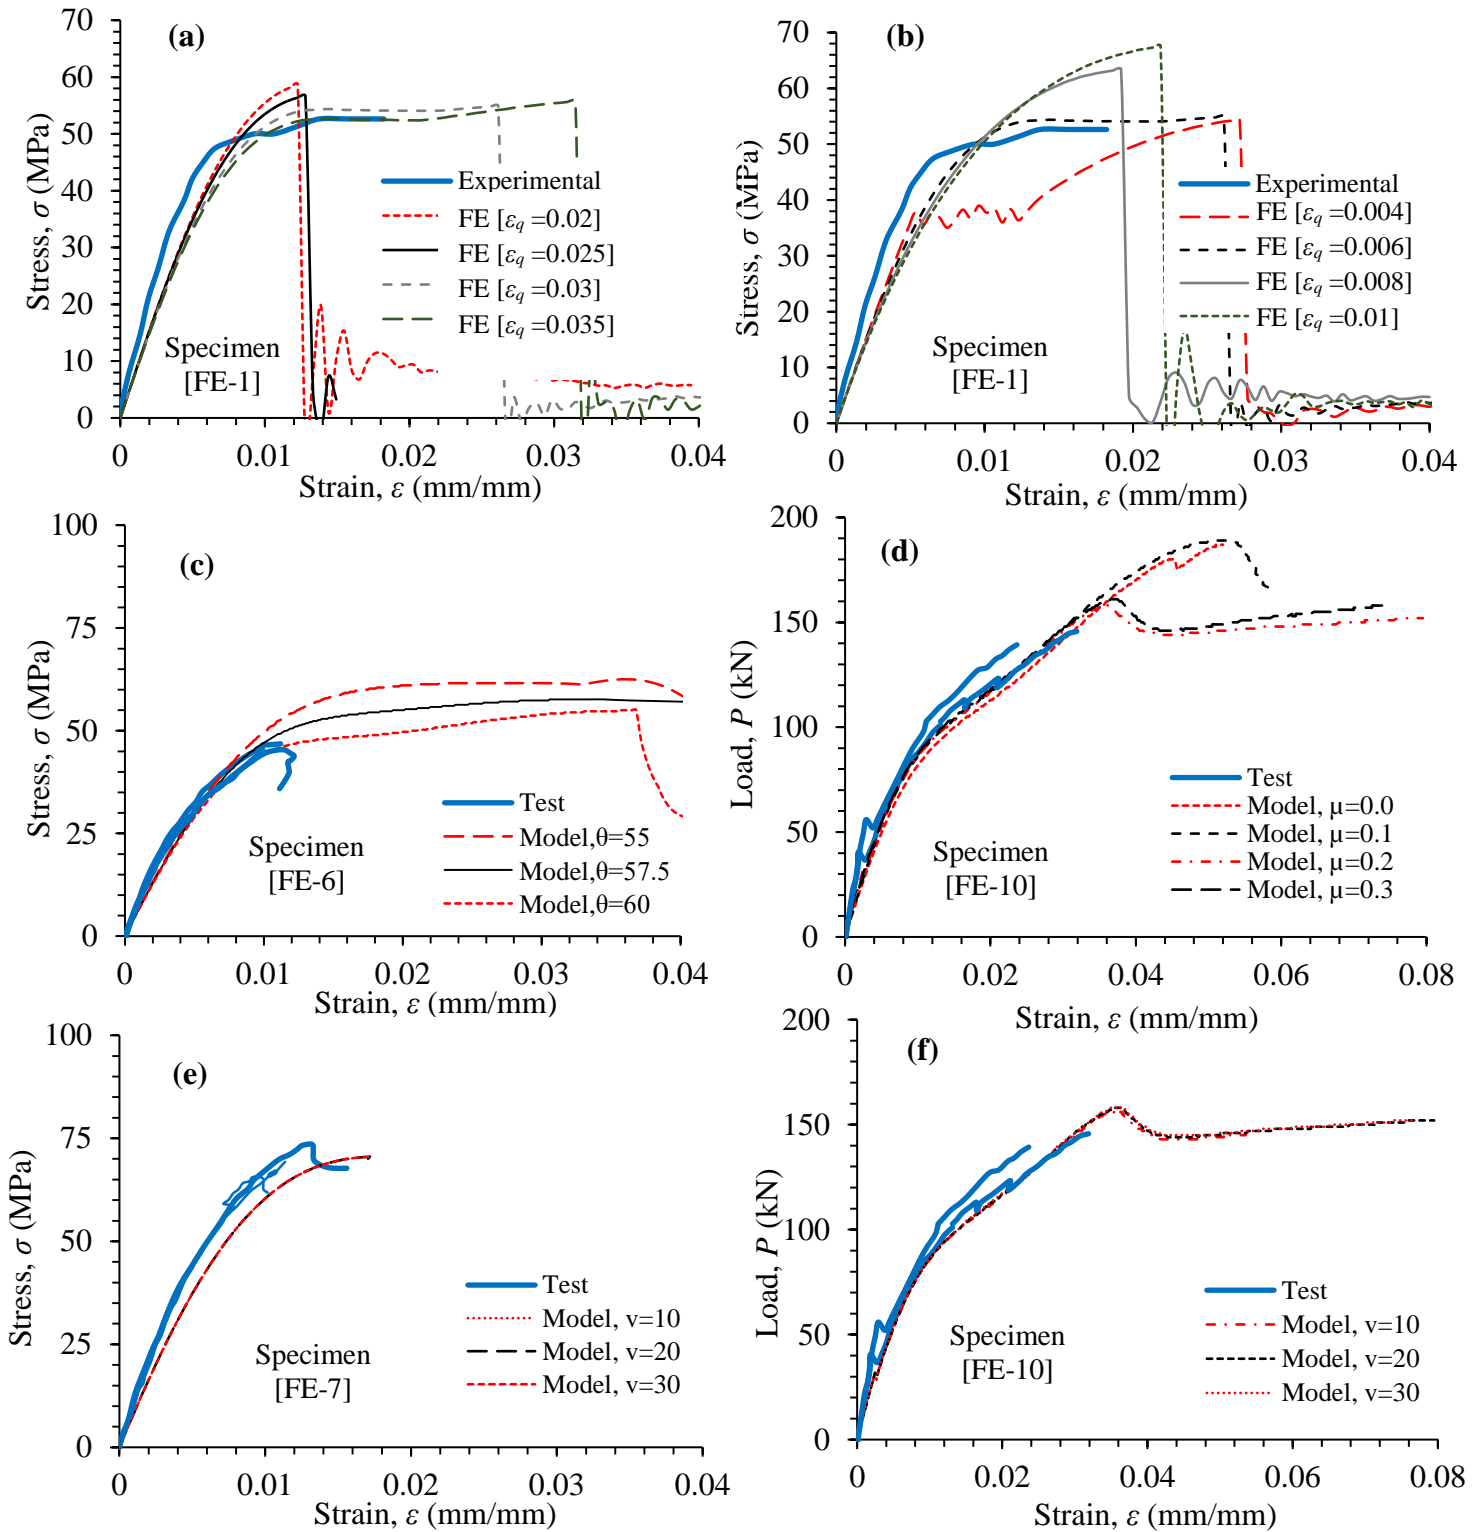 (a)
70
60
50
40
30
20
10
0
Stress, σ (MPa)
Experimental
FE [εq =0.02]
FE [εq =0.025]
FE [εq =0.03]
FE [εq =0.035]
Specimen
[FE-1]
0 0.01 0.02 0.03 0.04
Strain, ε (mm/mm)
(b)
70
60
50
40
30
20
10
0
Stress, σ (MPa)
Experimental
FE [εq =0.004]
FE [εq =0.006]
FE [εq =0.008]
FE [εq =0.01]
Specimen
[FE-1]
0 0.01 0.02 0.03 0.04
Strain, ε (mm/mm)
(c)
100
75
50
25
0
Stress, σ (MPa)
Test
Model,θ=55
Model,θ=57.5
Model,θ=60
Specimen
[FE-6]
0 0.01 0.02 0.03 0.04
Strain, ε (mm/mm)
(d)
200
150
100
50
0
Load, P (kN)
Test
Model, µ=0.0
Model, µ=0.1
Model, µ=0.2
Model, µ=0.3
Specimen
[FE-10]
0 0.02 0.04 0.06 0.08
Strain, ε (mm/mm)
(e)
100
75
50
25
0
Stress, σ (MPa)
Test
Model, v=10
Model, v=20
Model, v=30
Specimen
[FE-7]
0 0.01 0.02 0.03 0.04
Strain, ε (mm/mm)
(f)
200
150
100
50
0
Load, P (kN)
Test
Model, v=10
Model, v=20
Model, v=30
Specimen
[FE-10]
0 0.02 0.04 0.06 0.08
Strain, ε (mm/mm)